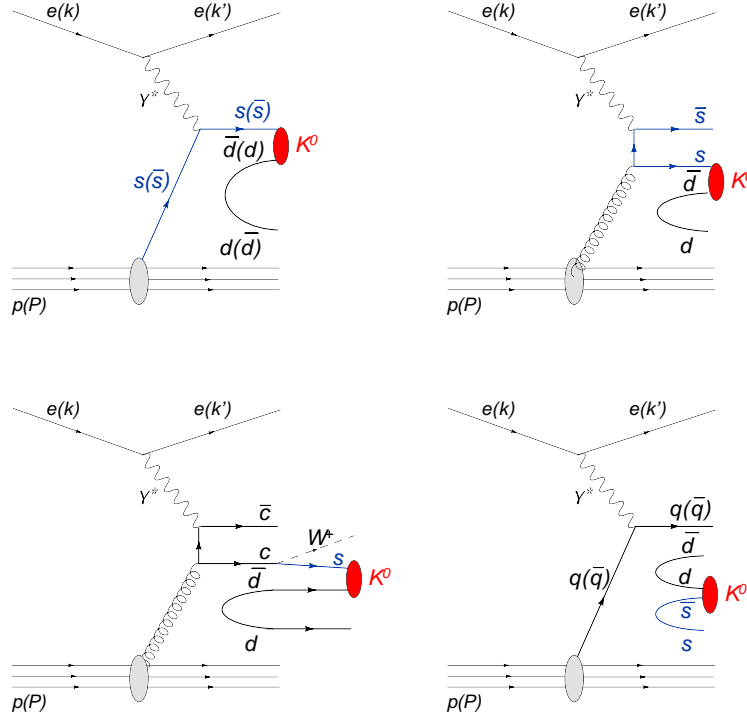 e(k) e(k')
γ*
s(s̅)
d̅(d)
K⁰
s(s̅)
d(d̅)
p(P)
e(k) e(k')
γ*
s̅
s
d̅
K⁰
d
p(P)
e(k) e(k')
γ*
c̅
W⁺
c
s
d̅
K⁰
d
p(P)
e(k) e(k')
γ*
q(q̅)
d̅
q(q̅)
d
K⁰
s̅
s
p(P)